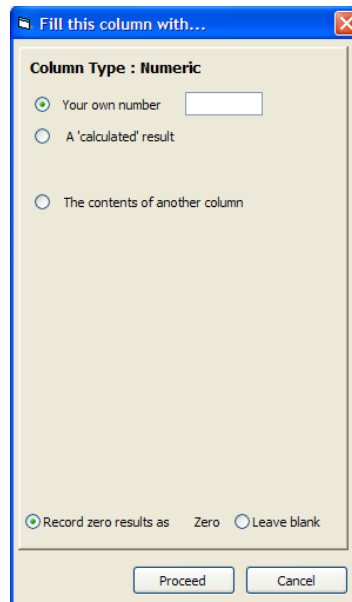 Fill this column with...
Column Type : Numeric
Your own number
A 'calculated' result
The contents of another column
Record zero results as Zero Leave blank
Proceed Cancel